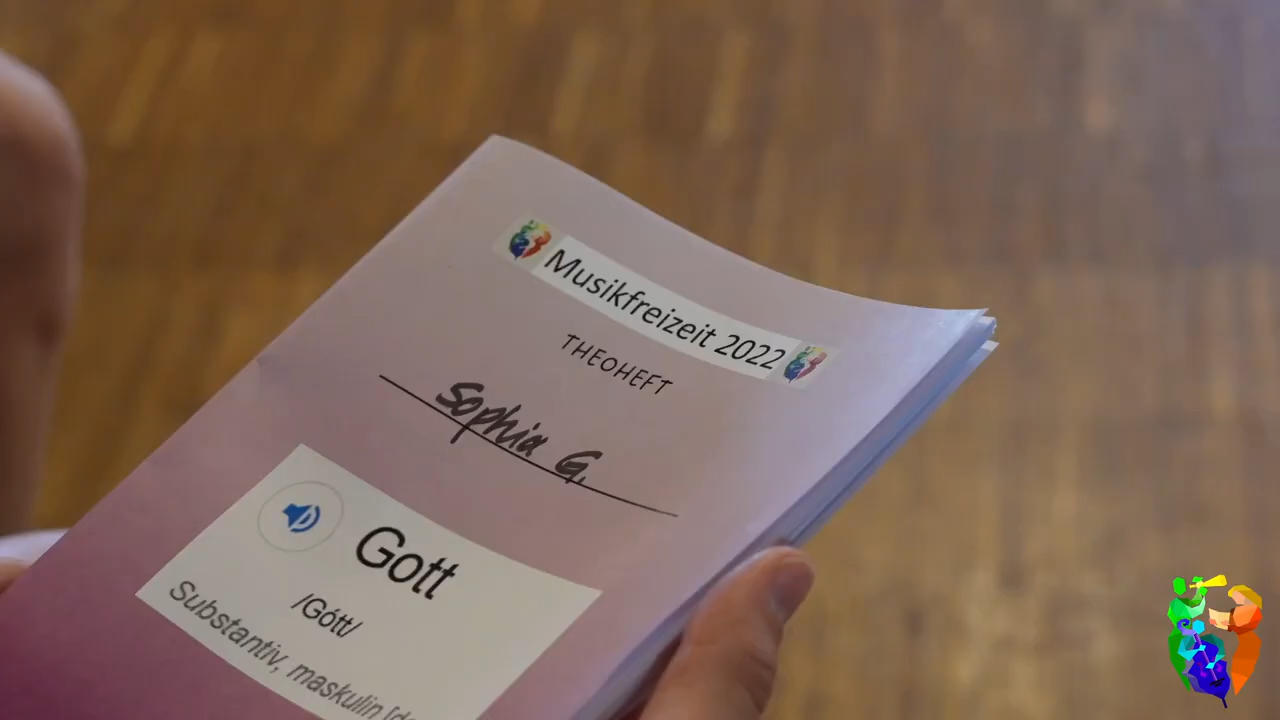 Musikfreizeit 2022
THEOHEFT
Sophia G.
Gott
/Gótt/
Substantiv, maskulin